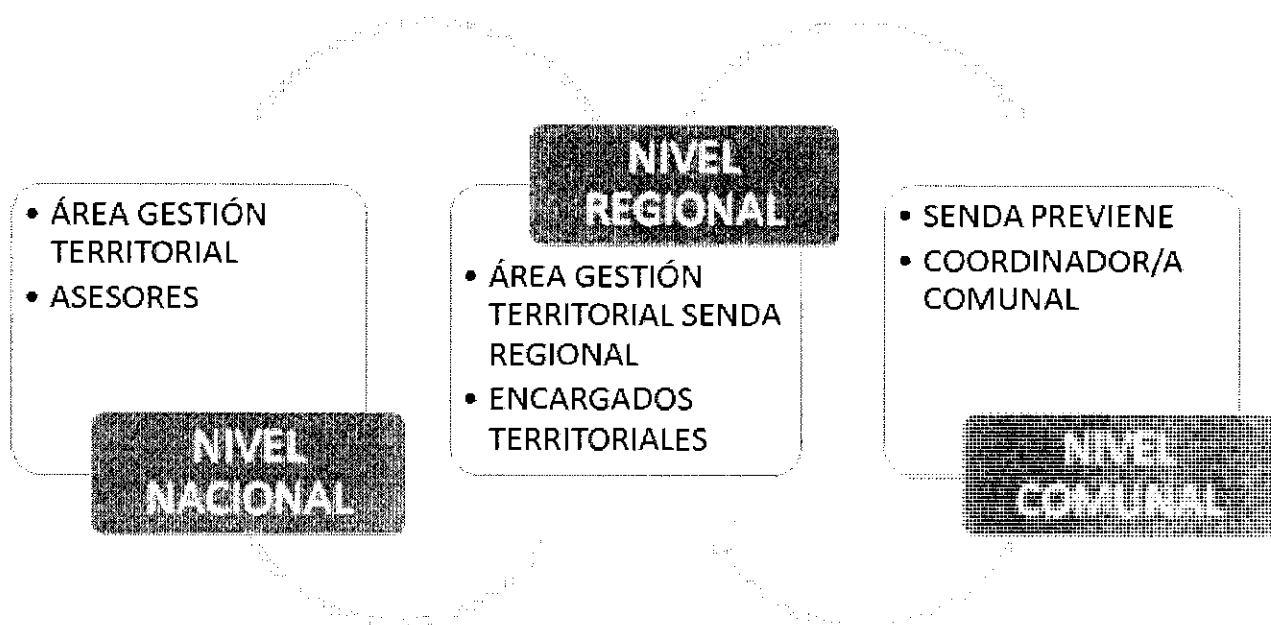 • ÁREA GESTIÓN
TERRITORIAL
• ASESORES
NIVEL
NACIONAL
NIVEL
REGIONAL
• ÁREA GESTIÓN
TERRITORIAL SENDA
REGIONAL
• ENCARGADOS
TERRITORIALES
• SENDA PREVIENE
• COORDINADOR/A
COMUNAL
NIVEL
COMUNAL